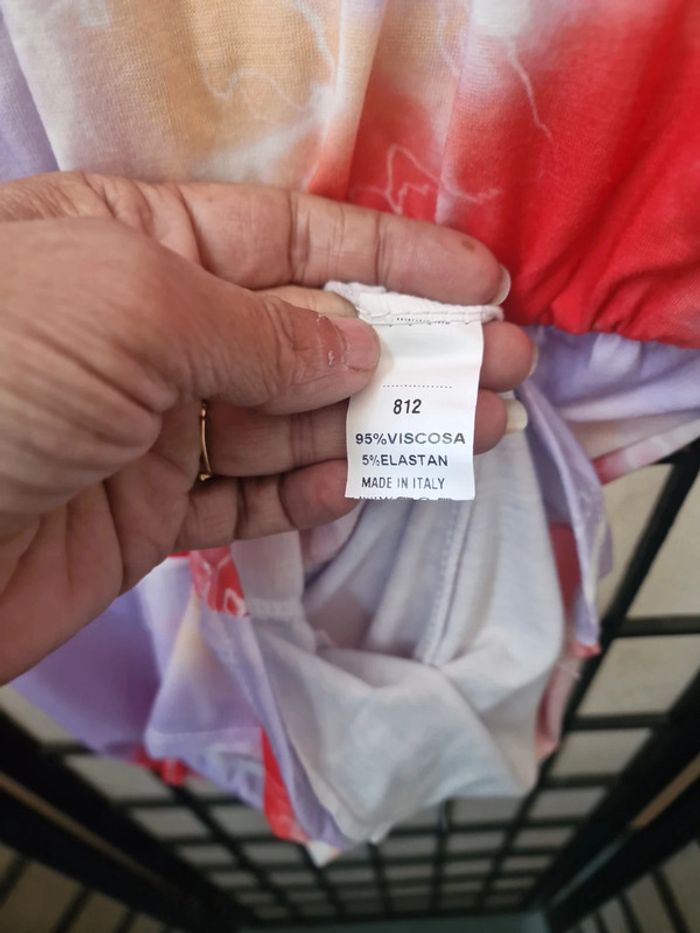 812
95%VISCOSA
5%ELASTAN
MADE IN ITALY